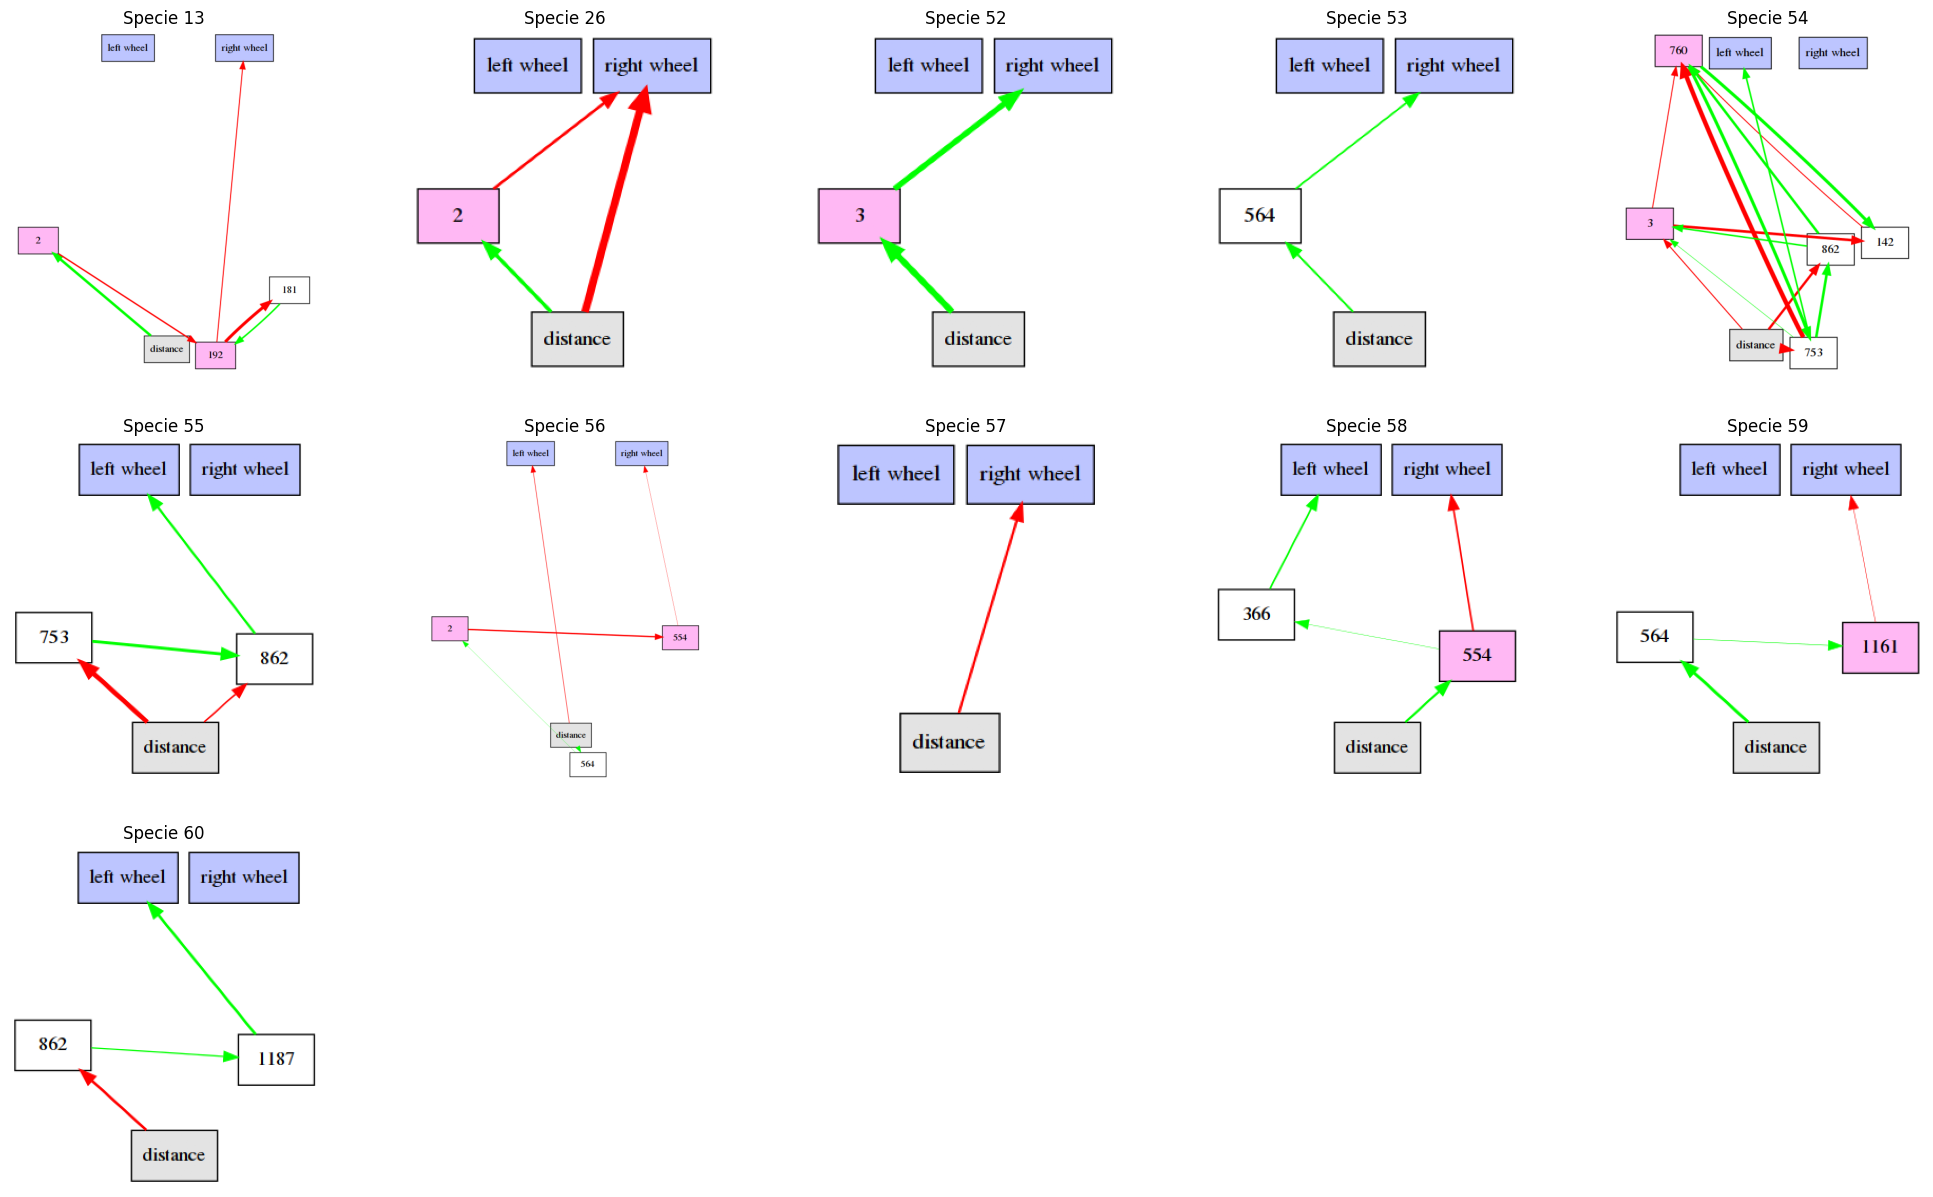 Specie 13
left wheel
right wheel
2
181
distance
192
Specie 26
left wheel
right wheel
2
distance
Specie 52
left wheel
right wheel
3
distance
Specie 53
left wheel
right wheel
564
distance
Specie 54
760
left wheel
right wheel
3
862
142
distance
753
Specie 55
left wheel
right wheel
753
862
distance
Specie 56
left wheel
right wheel
2
554
distance
564
Specie 57
left wheel
right wheel
distance
Specie 58
left wheel
right wheel
366
554
distance
Specie 59
left wheel
right wheel
564
1161
distance
Specie 60
left wheel
right wheel
862
1187
distance